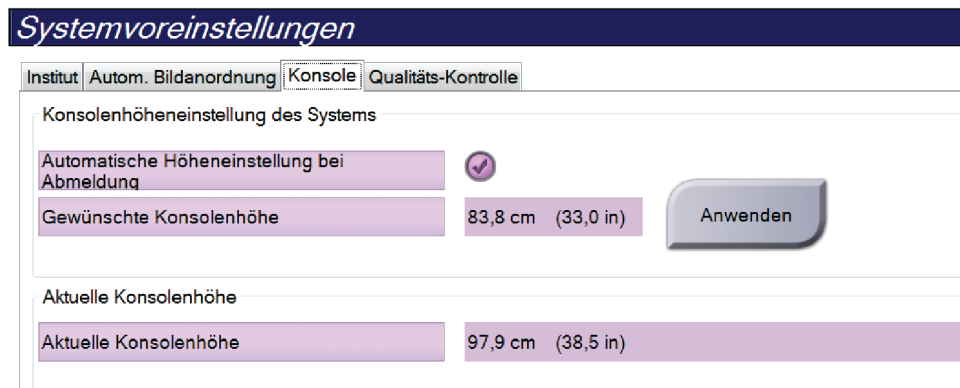 Systemvoreinstellungen
Institut Autom. Bildanordnung Konsole Qualitäts-Kontrolle
Konsolenhöheneinstellung des Systems
Automatische Höheneinstellung bei
Abmeldung
Gewünschte Konsolenhöhe 83,8 cm (33,0 in) Anwenden
Aktuelle Konsolenhöhe
Aktuelle Konsolenhöhe 97,9 cm (38,5 in)